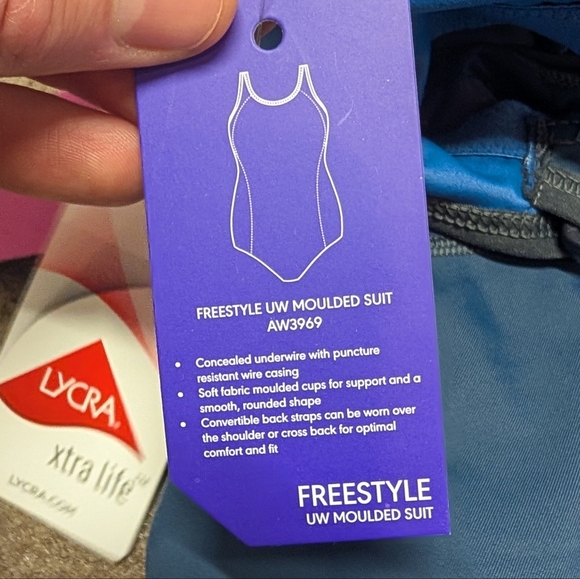 FREESTYLE UW MOULDED SUIT
AW3969
• Concealed underwire with puncture
resistant wire casing
• Soft fabric moulded cups for support and a
smooth, rounded shape
• Convertible back straps can be worn over
the shoulder or cross back for optimal
comfort and fit
FREESTYLE
UW MOULDED SUIT
LYCRA®
xtra life™
LYCRA.COM